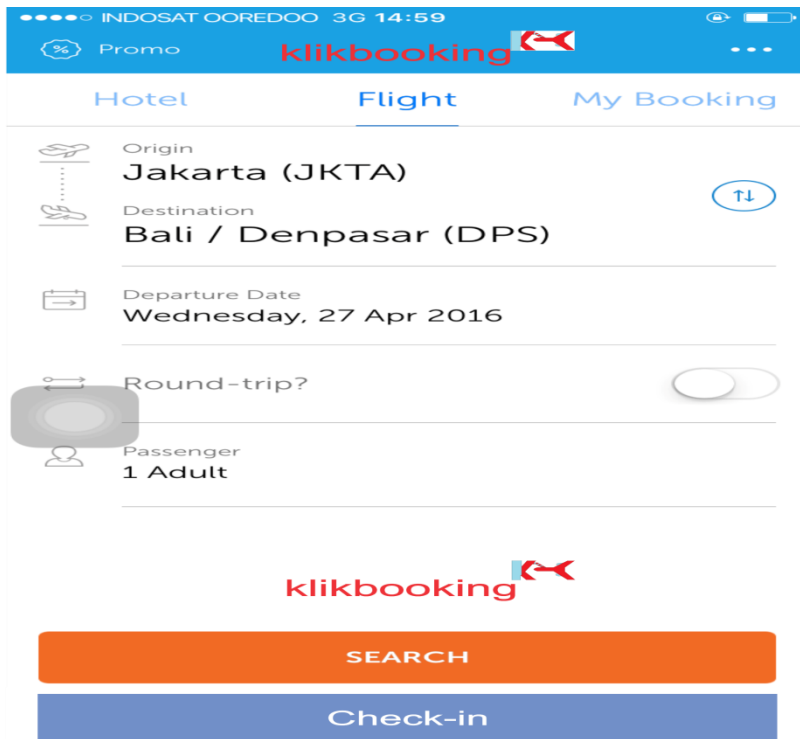 INDOSAT OOREDOO 3G 14:59
% Promo klikbooking
Hotel Flight My Booking
Origin
Jakarta (JKTA)
Destination
Bali / Denpasar (DPS)
Departure Date
Wednesday, 27 Apr 2016
Round-trip?
Passenger
1 Adult
klikbooking
SEARCH
Check-in